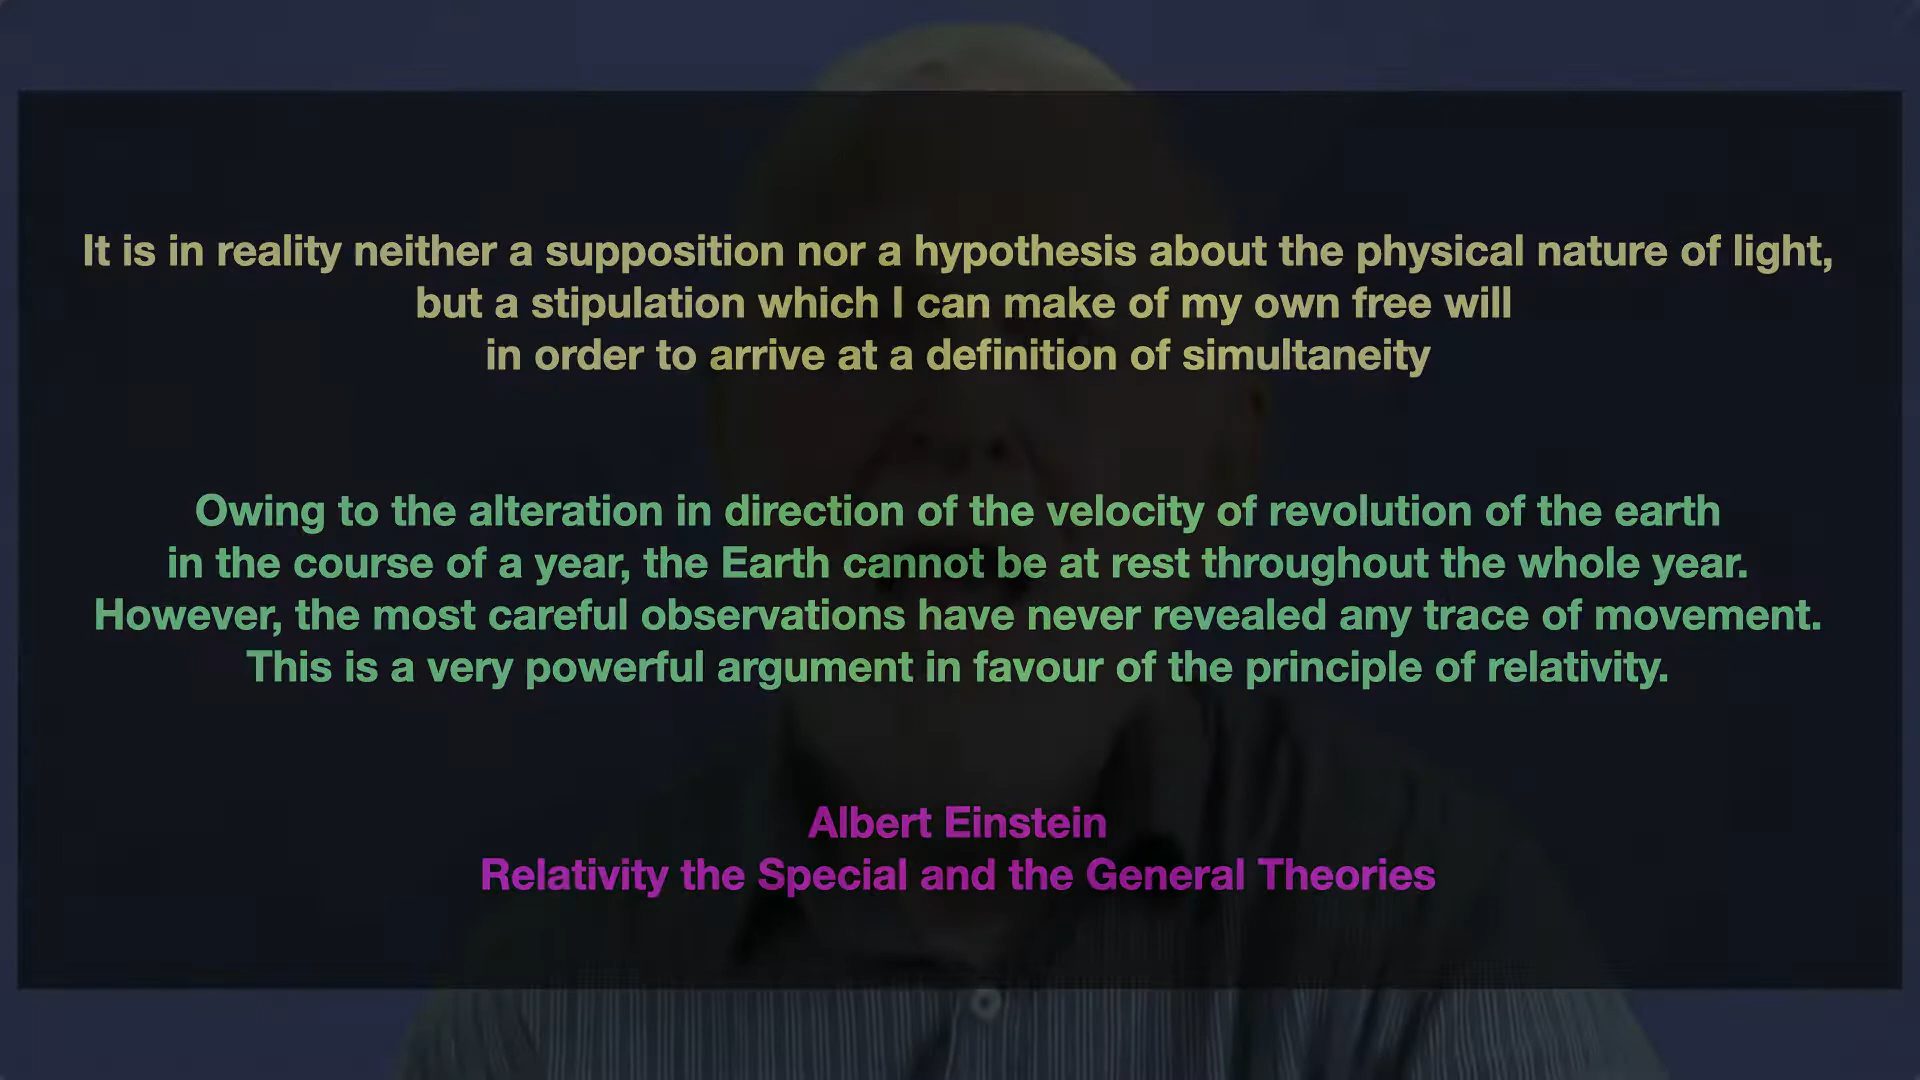 It is in reality neither a supposition nor a hypothesis about the physical nature of light,
but a stipulation which I can make of my own free will
in order to arrive at a definition of simultaneity
Owing to the alteration in direction of the velocity of revolution of the earth
in the course of a year, the Earth cannot be at rest throughout the whole year.
However, the most careful observations have never revealed any trace of movement.
This is a very powerful argument in favour of the principle of relativity.
Albert Einstein
Relativity the Special and the General Theories